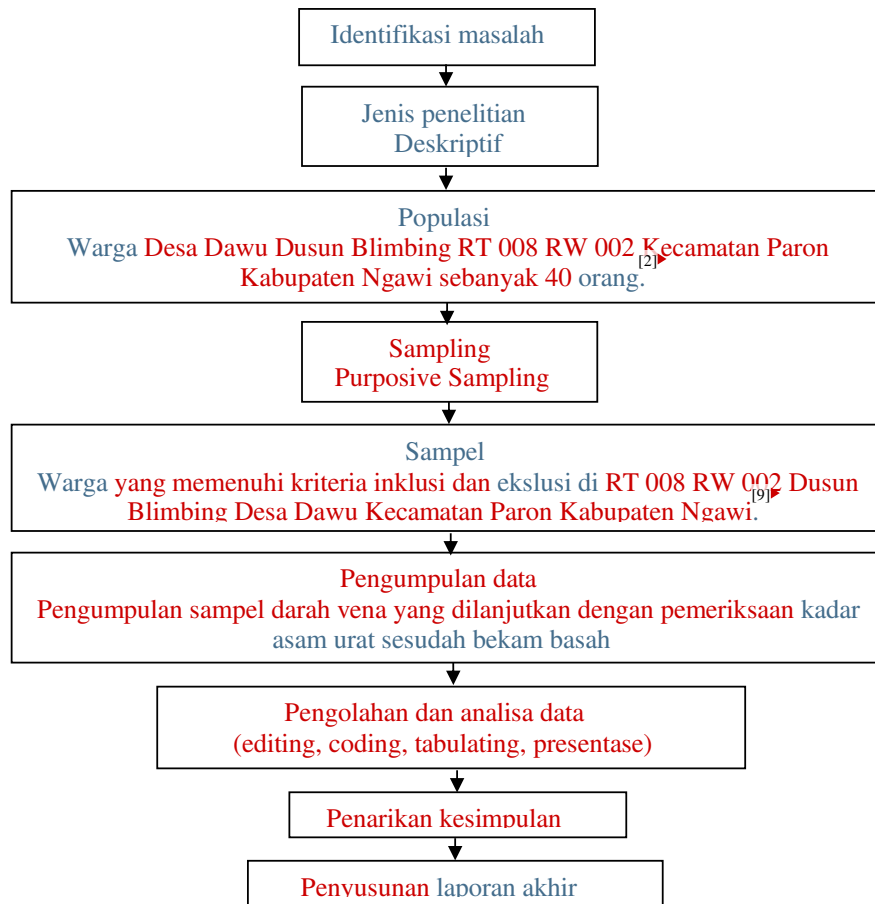 Identifikasi masalah
Jenis penelitian
Deskriptif
Populasi
Warga Desa Dawu Dusun Blimbing RT 008 RW 002 Kecamatan Paron
Kabupaten Ngawi sebanyak 40 orang.
[2]
Sampling
Purposive Sampling
Sampel
Warga yang memenuhi kriteria inklusi dan ekslusi di RT 008 RW 002 Dusun
Blimbing Desa Dawu Kecamatan Paron Kabupaten Ngawi.
[9]
Pengumpulan data
Pengumpulan sampel darah vena yang dilanjutkan dengan pemeriksaan kadar
asam urat sesudah bekam basah
Pengolahan dan analisa data
(editing, coding, tabulating, presentase)
Penarikan kesimpulan
Penyusunan laporan akhir